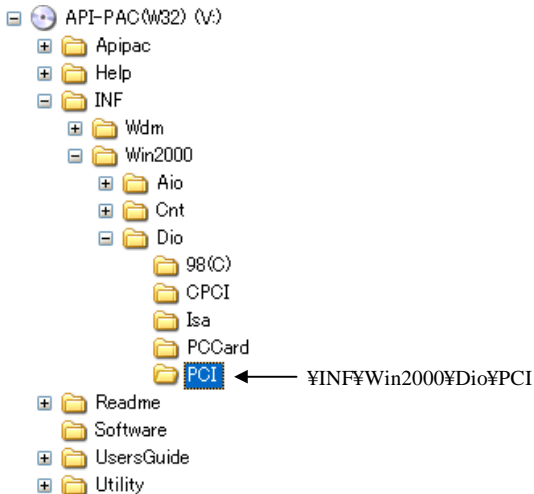 API-PAC(W32) (V:)
Apipac
Help
INF
Wdm
Win2000
Aio
Cnt
Dio
98(C)
CPCI
Isa
PCCard
PCI ¥INF¥Win2000¥Dio¥PCI
Readme
Software
UsersGuide
Utility